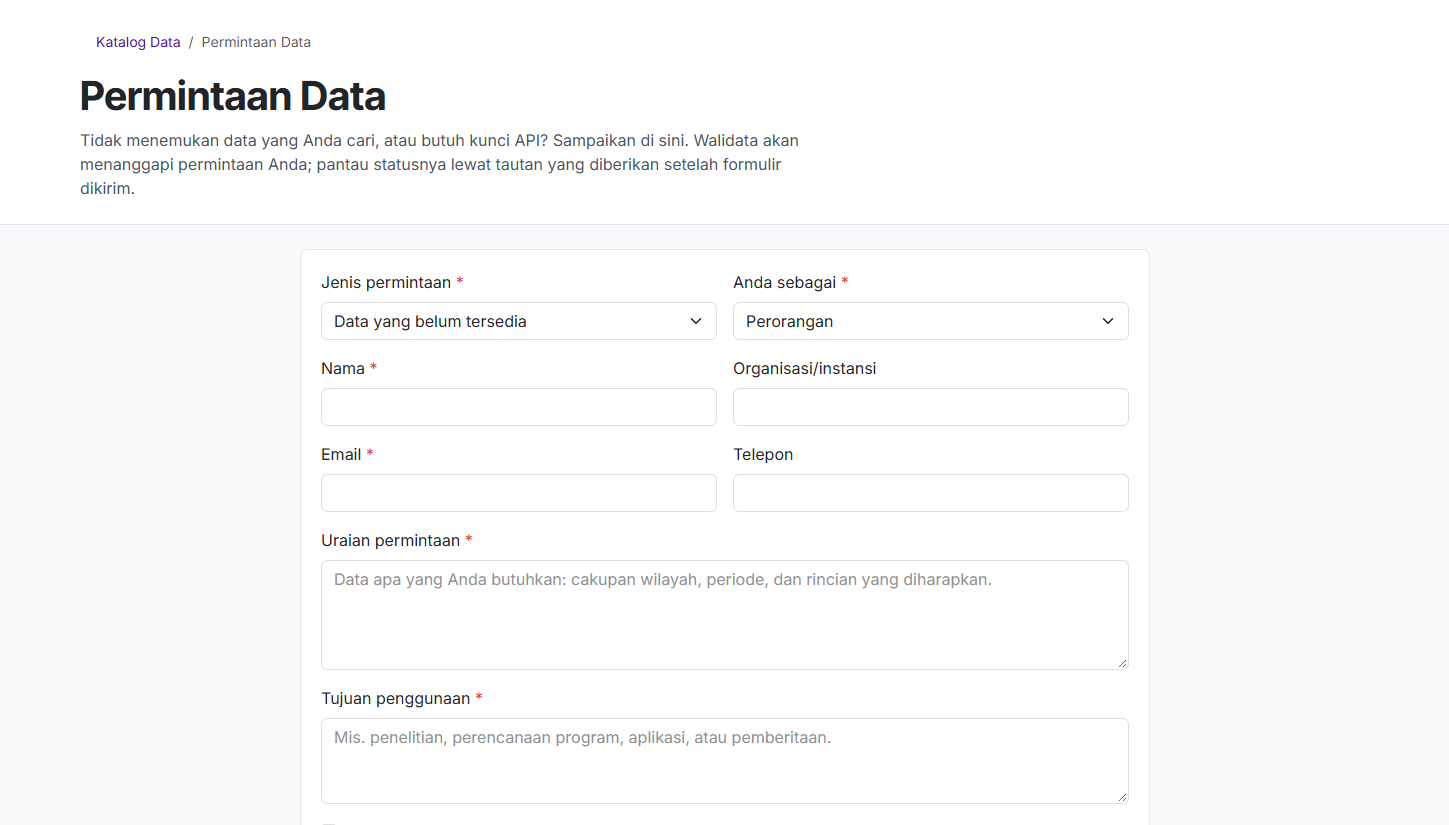 Katalog Data / Permintaan Data
Permintaan Data
Tidak menemukan data yang Anda cari, atau butuh kunci API? Sampaikan di sini. Walidata akan
menanggapi permintaan Anda; pantau statusnya lewat tautan yang diberikan setelah formulir
dikirim.
Jenis permintaan *
Anda sebagai *
Data yang belum tersedia
Perorangan
Nama *
Organisasi/instansi
Email *
Telepon
Uraian permintaan *
Data apa yang Anda butuhkan: cakupan wilayah, periode, dan rincian yang diharapkan.
Tujuan penggunaan *
Mis. penelitian, perencanaan program, aplikasi, atau pemberitaan.